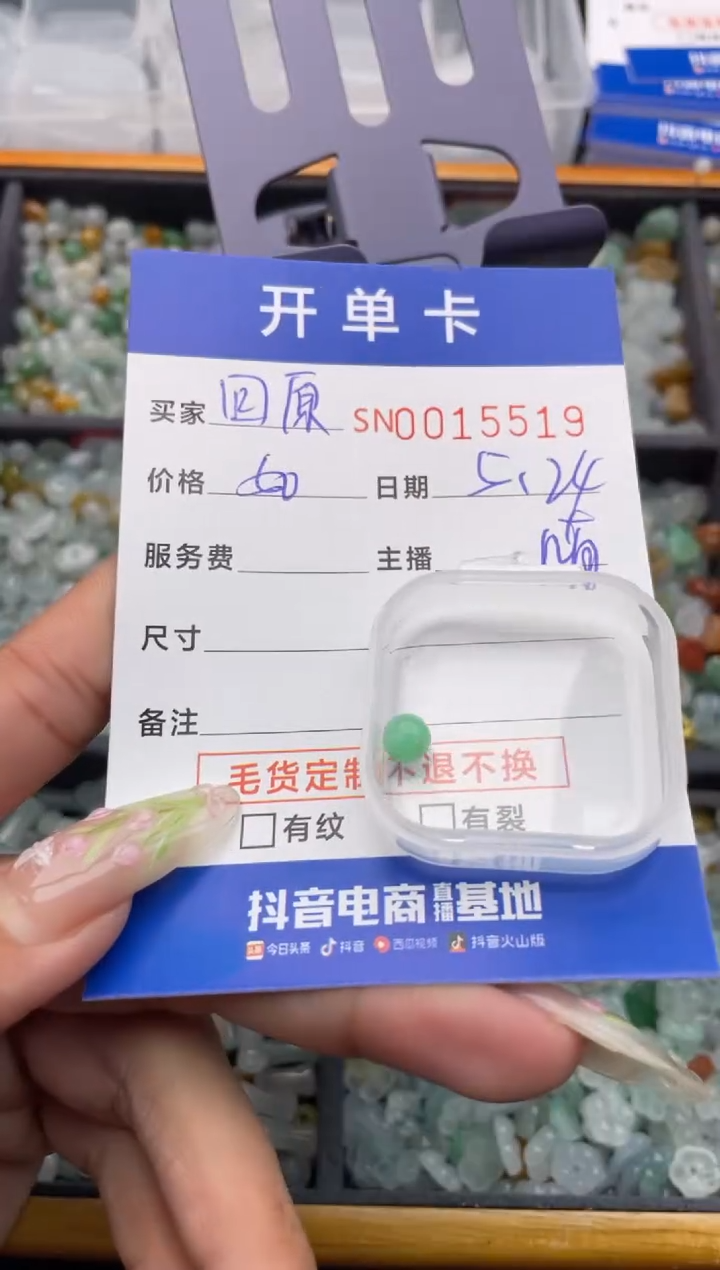 开单卡
买家 回原 SN0015519
价格 60 日期 5、24
服务费 主播
尺寸
备注
毛货定制 不退不换
有纹 有裂
抖音电商直播基地
头条 今日头条 抖音 西瓜视频 抖音火山版